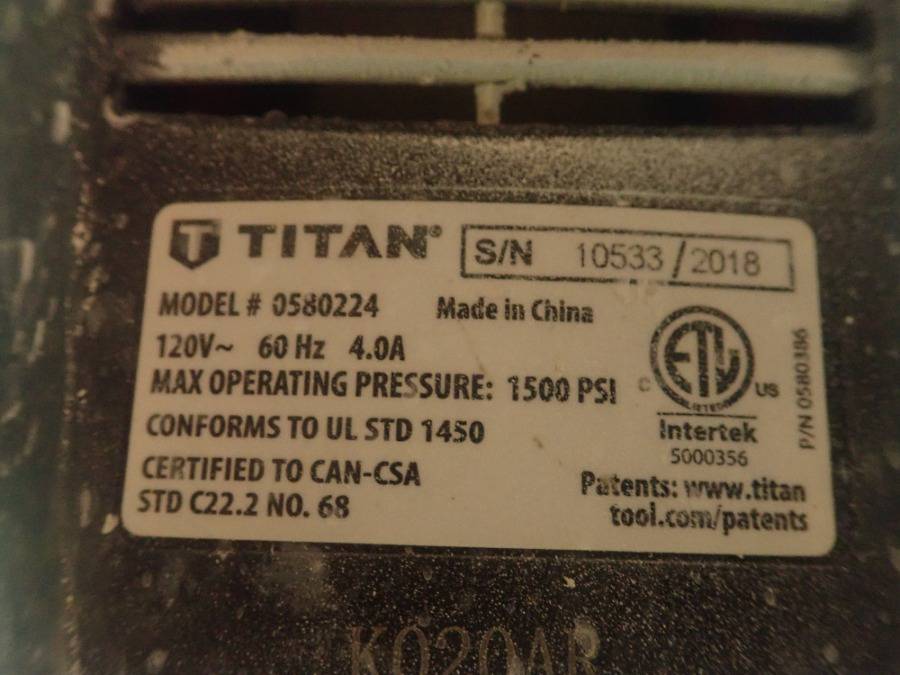 TITAN®
S/N 10533/2018
MODEL # 0580224 Made in China
120V~ 60 Hz 4.0A
MAX OPERATING PRESSURE: 1500 PSI
CONFORMS TO UL STD 1450
CERTIFIED TO CAN-CSA
STD C22.2 NO. 68
C ETL US
LISTED
Intertek
5000356
P/N 0580386
Patents: www.titan
tool.com/patents
K020AR